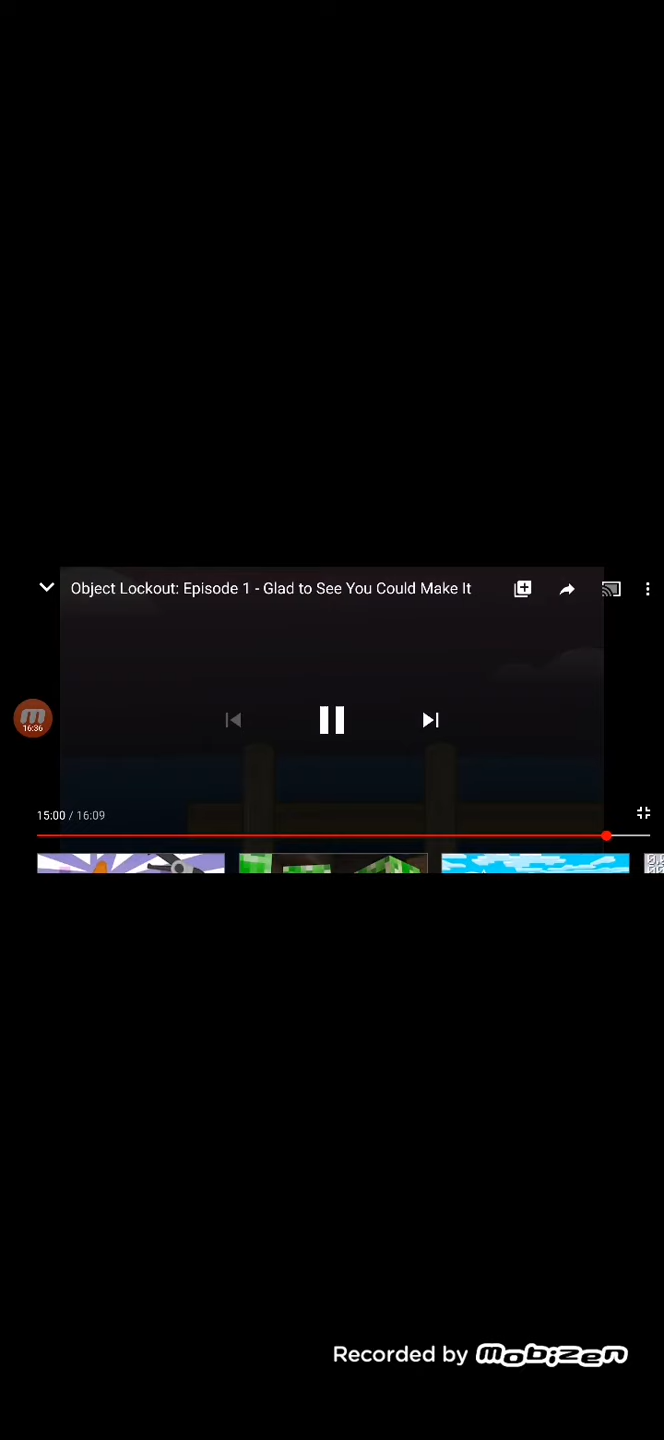 Object Lockout: Episode 1 - Glad to See You Could Make It
16:36
15:00 / 16:09
Recorded by mobizen